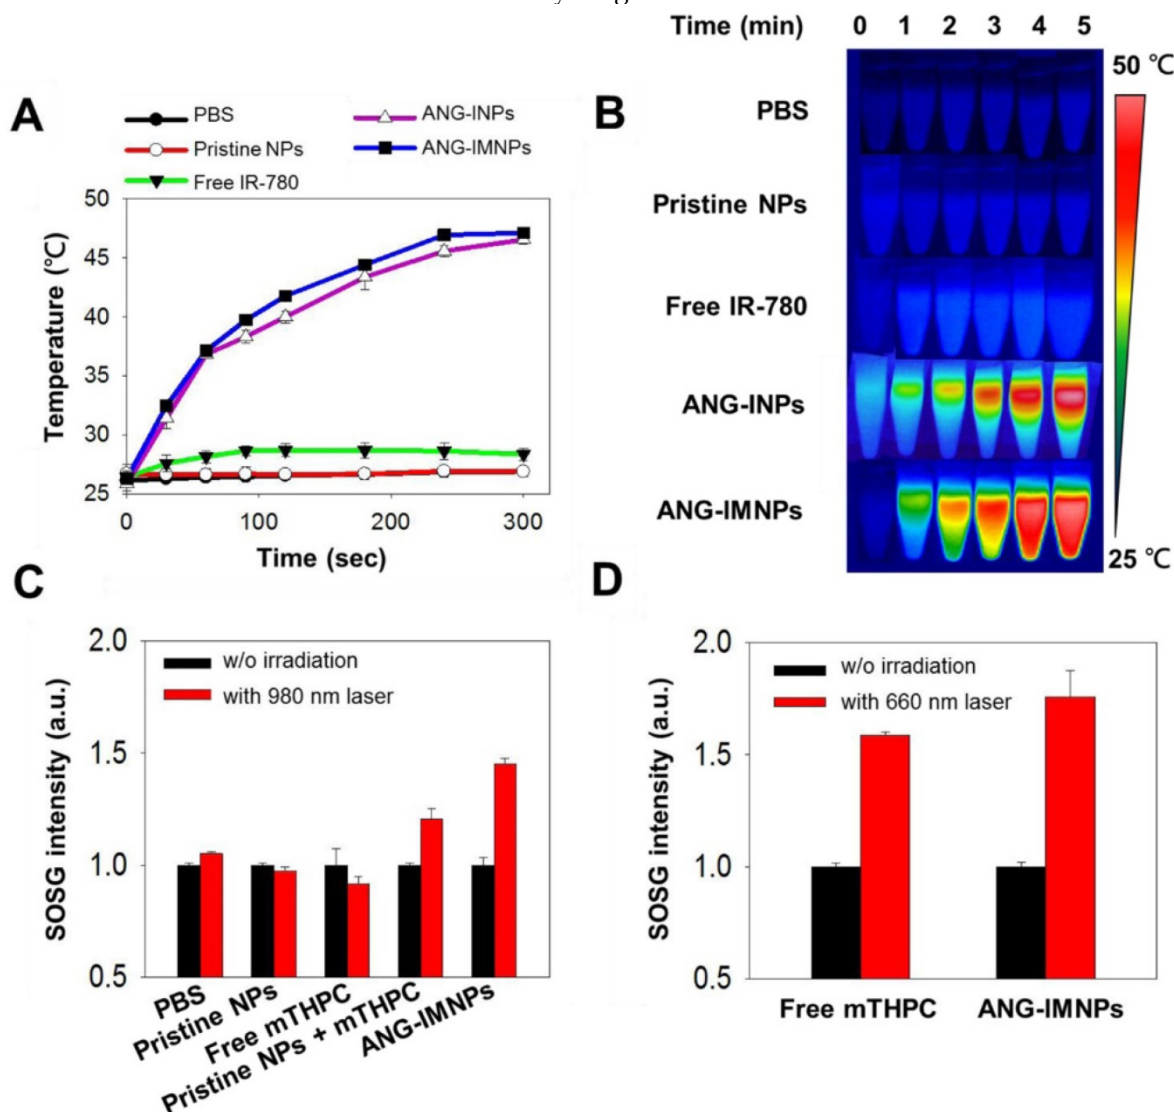 A
PBS
Pristine NPs
Free IR-780
ANG-INPs
ANG-IMNPs
Temperature (°C)
50
45
40
35
30
25
0
100
200
300
Time (sec)
B
Time (min) 0 1 2 3 4 5
PBS
Pristine NPs
Free IR-780
ANG-INPs
ANG-IMNPs
50 ℃
25 ℃
C
SOSG intensity (a.u.)
2.0
1.5
1.0
0.5
w/o irradiation
with 980 nm laser
PBS
Pristine NPs
Free mTHPC
Pristine NPs + mTHPC
ANG-IMNPs
D
SOSG intensity (a.u.)
2.0
1.5
1.0
0.5
w/o irradiation
with 660 nm laser
Free mTHPC
ANG-IMNPs